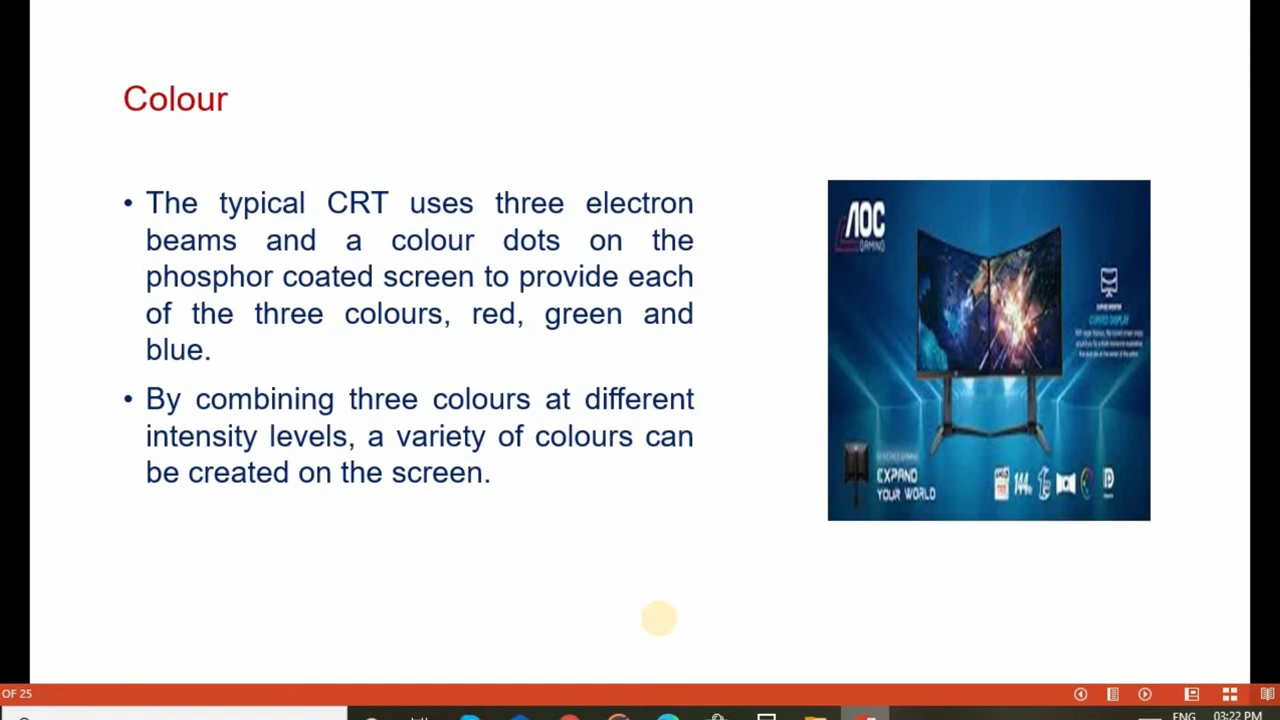 Colour
• The typical CRT uses three electron
beams and a colour dots on the
phosphor coated screen to provide each
of the three colours, red, green and
blue.
• By combining three colours at different
intensity levels, a variety of colours can
be created on the screen.
AOC
GAMING
CURVED DISPLAY
EXPAND
YOUR WORLD
144
OF 25
ENG
03:22 PM